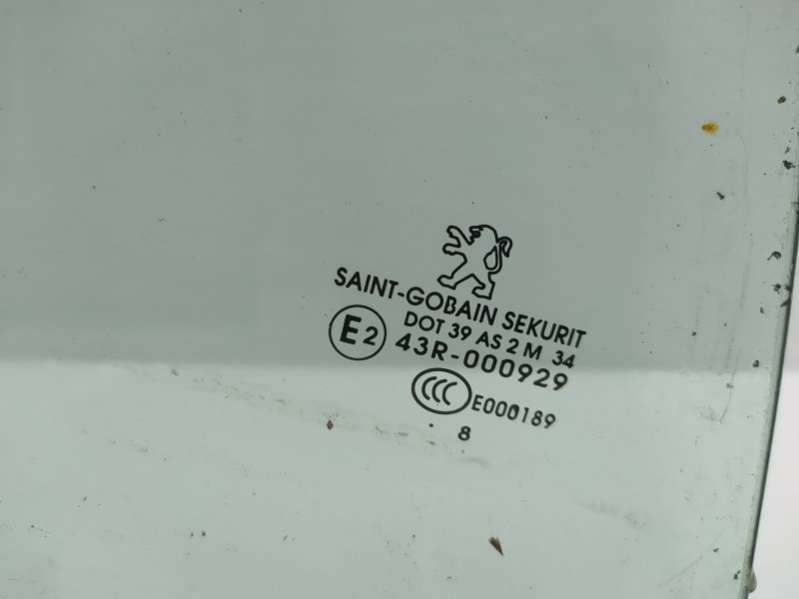 SAINT-GOBAIN SEKURIT
DOT 39 AS 2 M 34
E2 43R-000929
CCC E000189
. 8